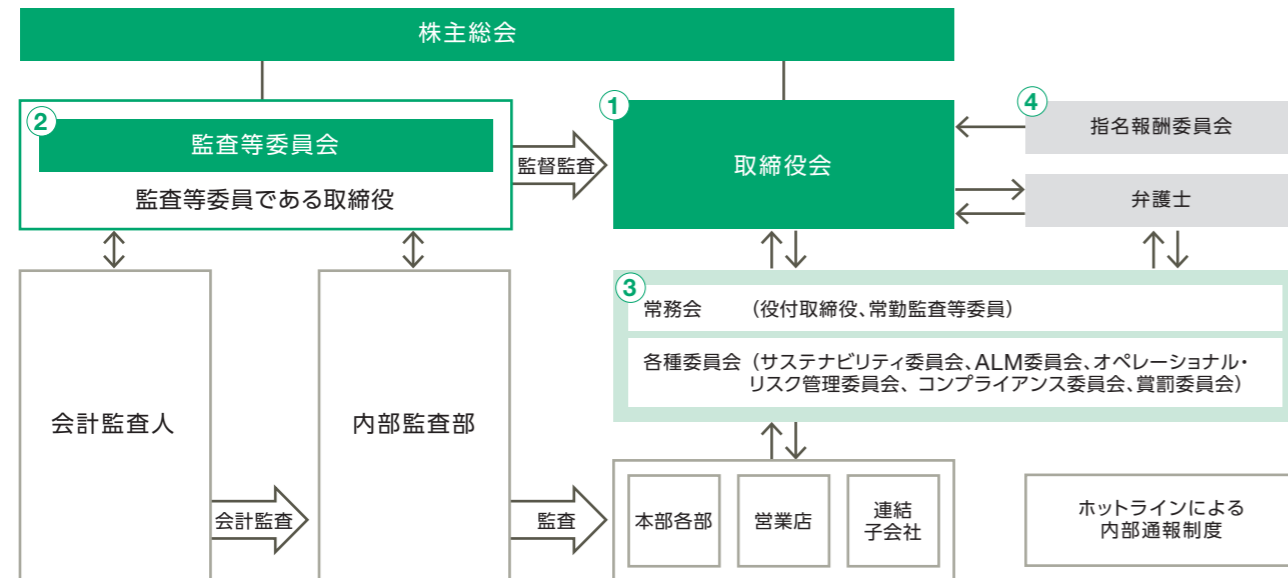 株主総会
②
監査等委員会
監査等委員である取締役
監督監査
①
取締役会
④
指名報酬委員会
弁護士
③
常務会 (役付取締役、常勤監査等委員)
各種委員会 (サステナビリティ委員会、ALM委員会、オペレーショナル・
リスク管理委員会、コンプライアンス委員会、賞罰委員会)
会計監査人
会計監査
内部監査部
監査
本部各部
営業店
連結
子会社
ホットラインによる
内部通報制度